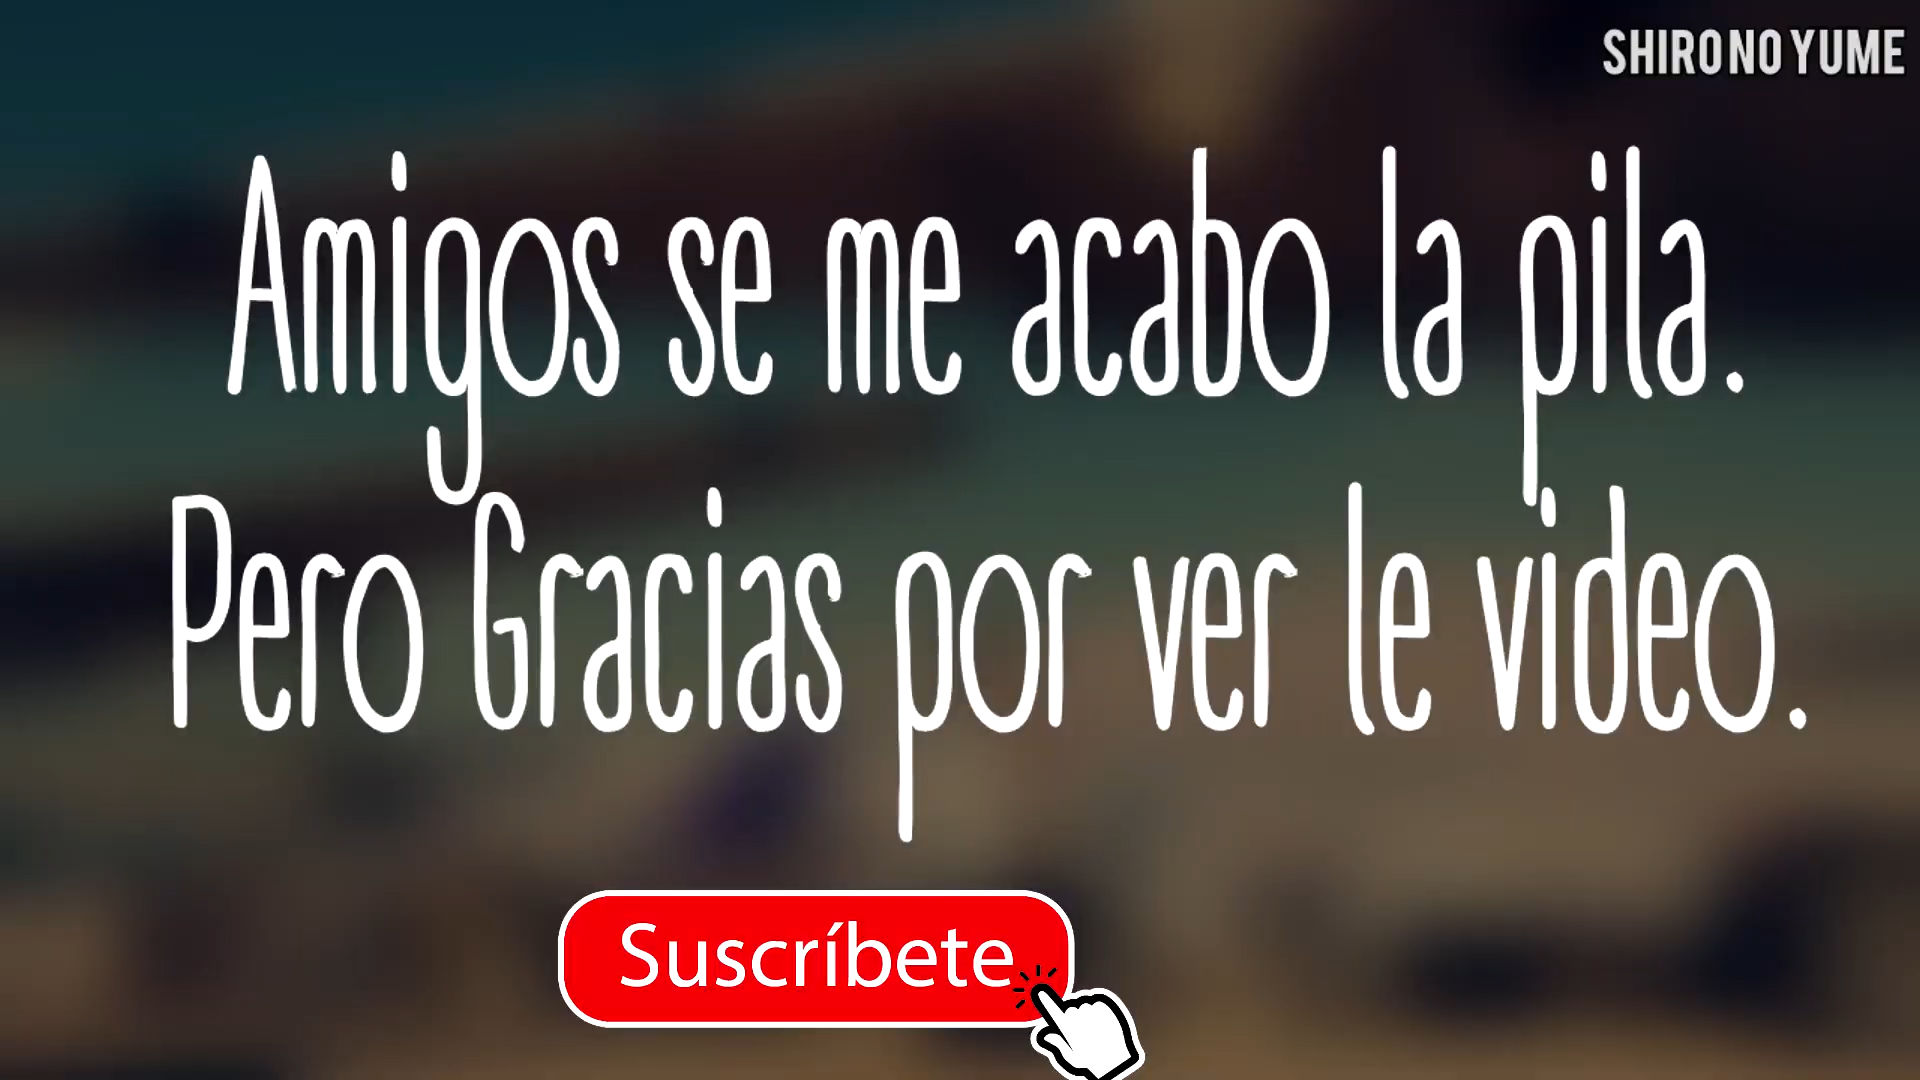 SHIRO NO YUME
Amigos se me acabo la pila.
Pero Gracias por ver le video.
Suscríbete